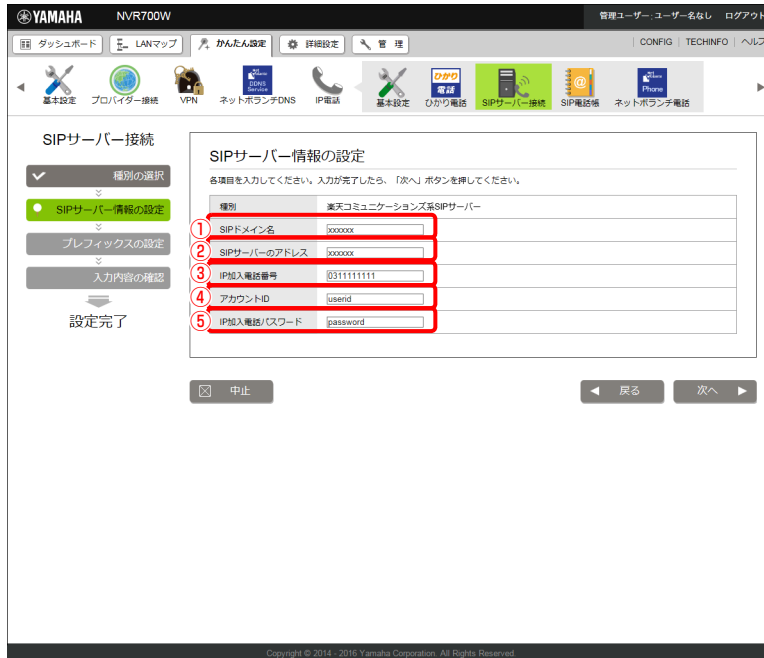 YAMAHA NVR700W 管理ユーザー:ユーザー名なし ログアウト
ダッシュボード LANマップ かんたん設定 詳細設定 管 理 CONFIG TECHINFO ヘルプ
ひかり
電話
DDNS
Service
Phone
基本設定 プロバイダー接続 VPN ネットボランチDNS IP電話 基本設定 ひかり電話 SIPサーバー接続 SIP電話帳 ネットボランチ電話
SIPサーバー接続
種別の選択
SIPサーバー情報の設定
プレフィックスの設定
入力内容の確認
設定完了
SIPサーバー情報の設定
各項目を入力してください。入力が完了したら、「次へ」ボタンを押してください。
種別 楽天コミュニケーションズ系SIPサーバー
① SIPドメイン名 xxxxxx
② SIPサーバーのアドレス xxxxxx
③ IP加入電話番号 0311111111
④ アカウントID userid
⑤ IP加入電話パスワード password
中止 戻る 次へ
Copyright © 2014 - 2016 Yamaha Corporation. All Rights Reserved.